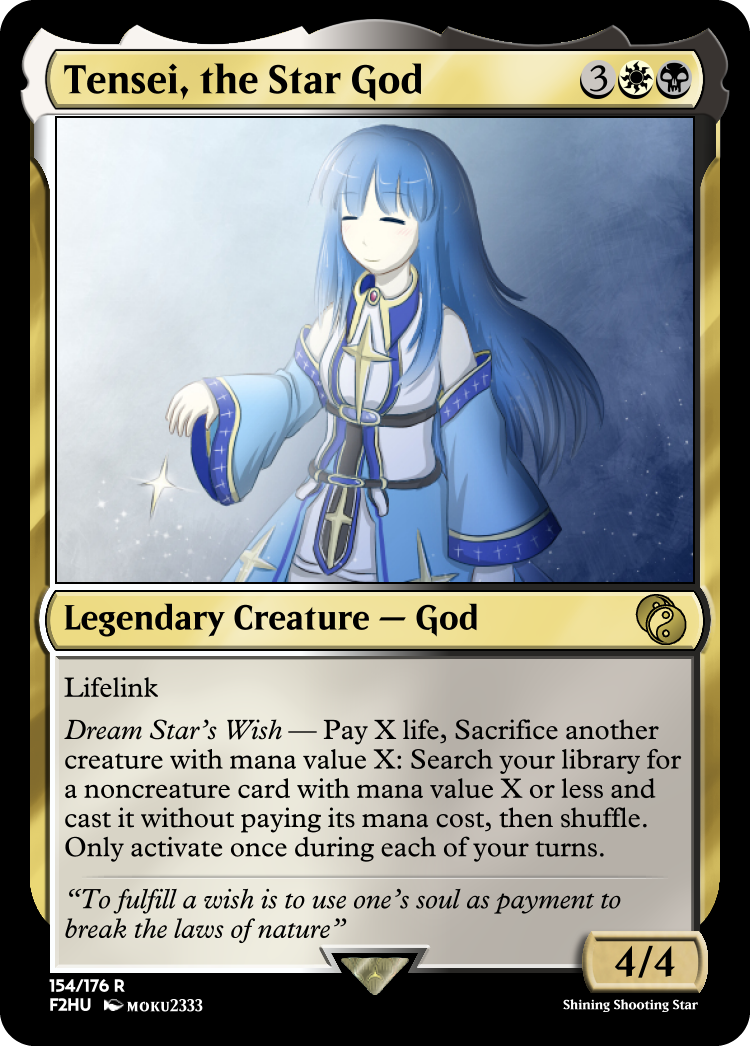 Tensei, the Star God
3
Legendary Creature — God
Lifelink
Dream Star's Wish — Pay X life, Sacrifice another
creature with mana value X: Search your library for
a noncreature card with mana value X or less and
cast it without paying its mana cost, then shuffle.
Only activate once during each of your turns.
“To fulfill a wish is to use one's soul as payment to
break the laws of nature”
4/4
154/176 R
F2HU MOKU2333
Shining Shooting Star